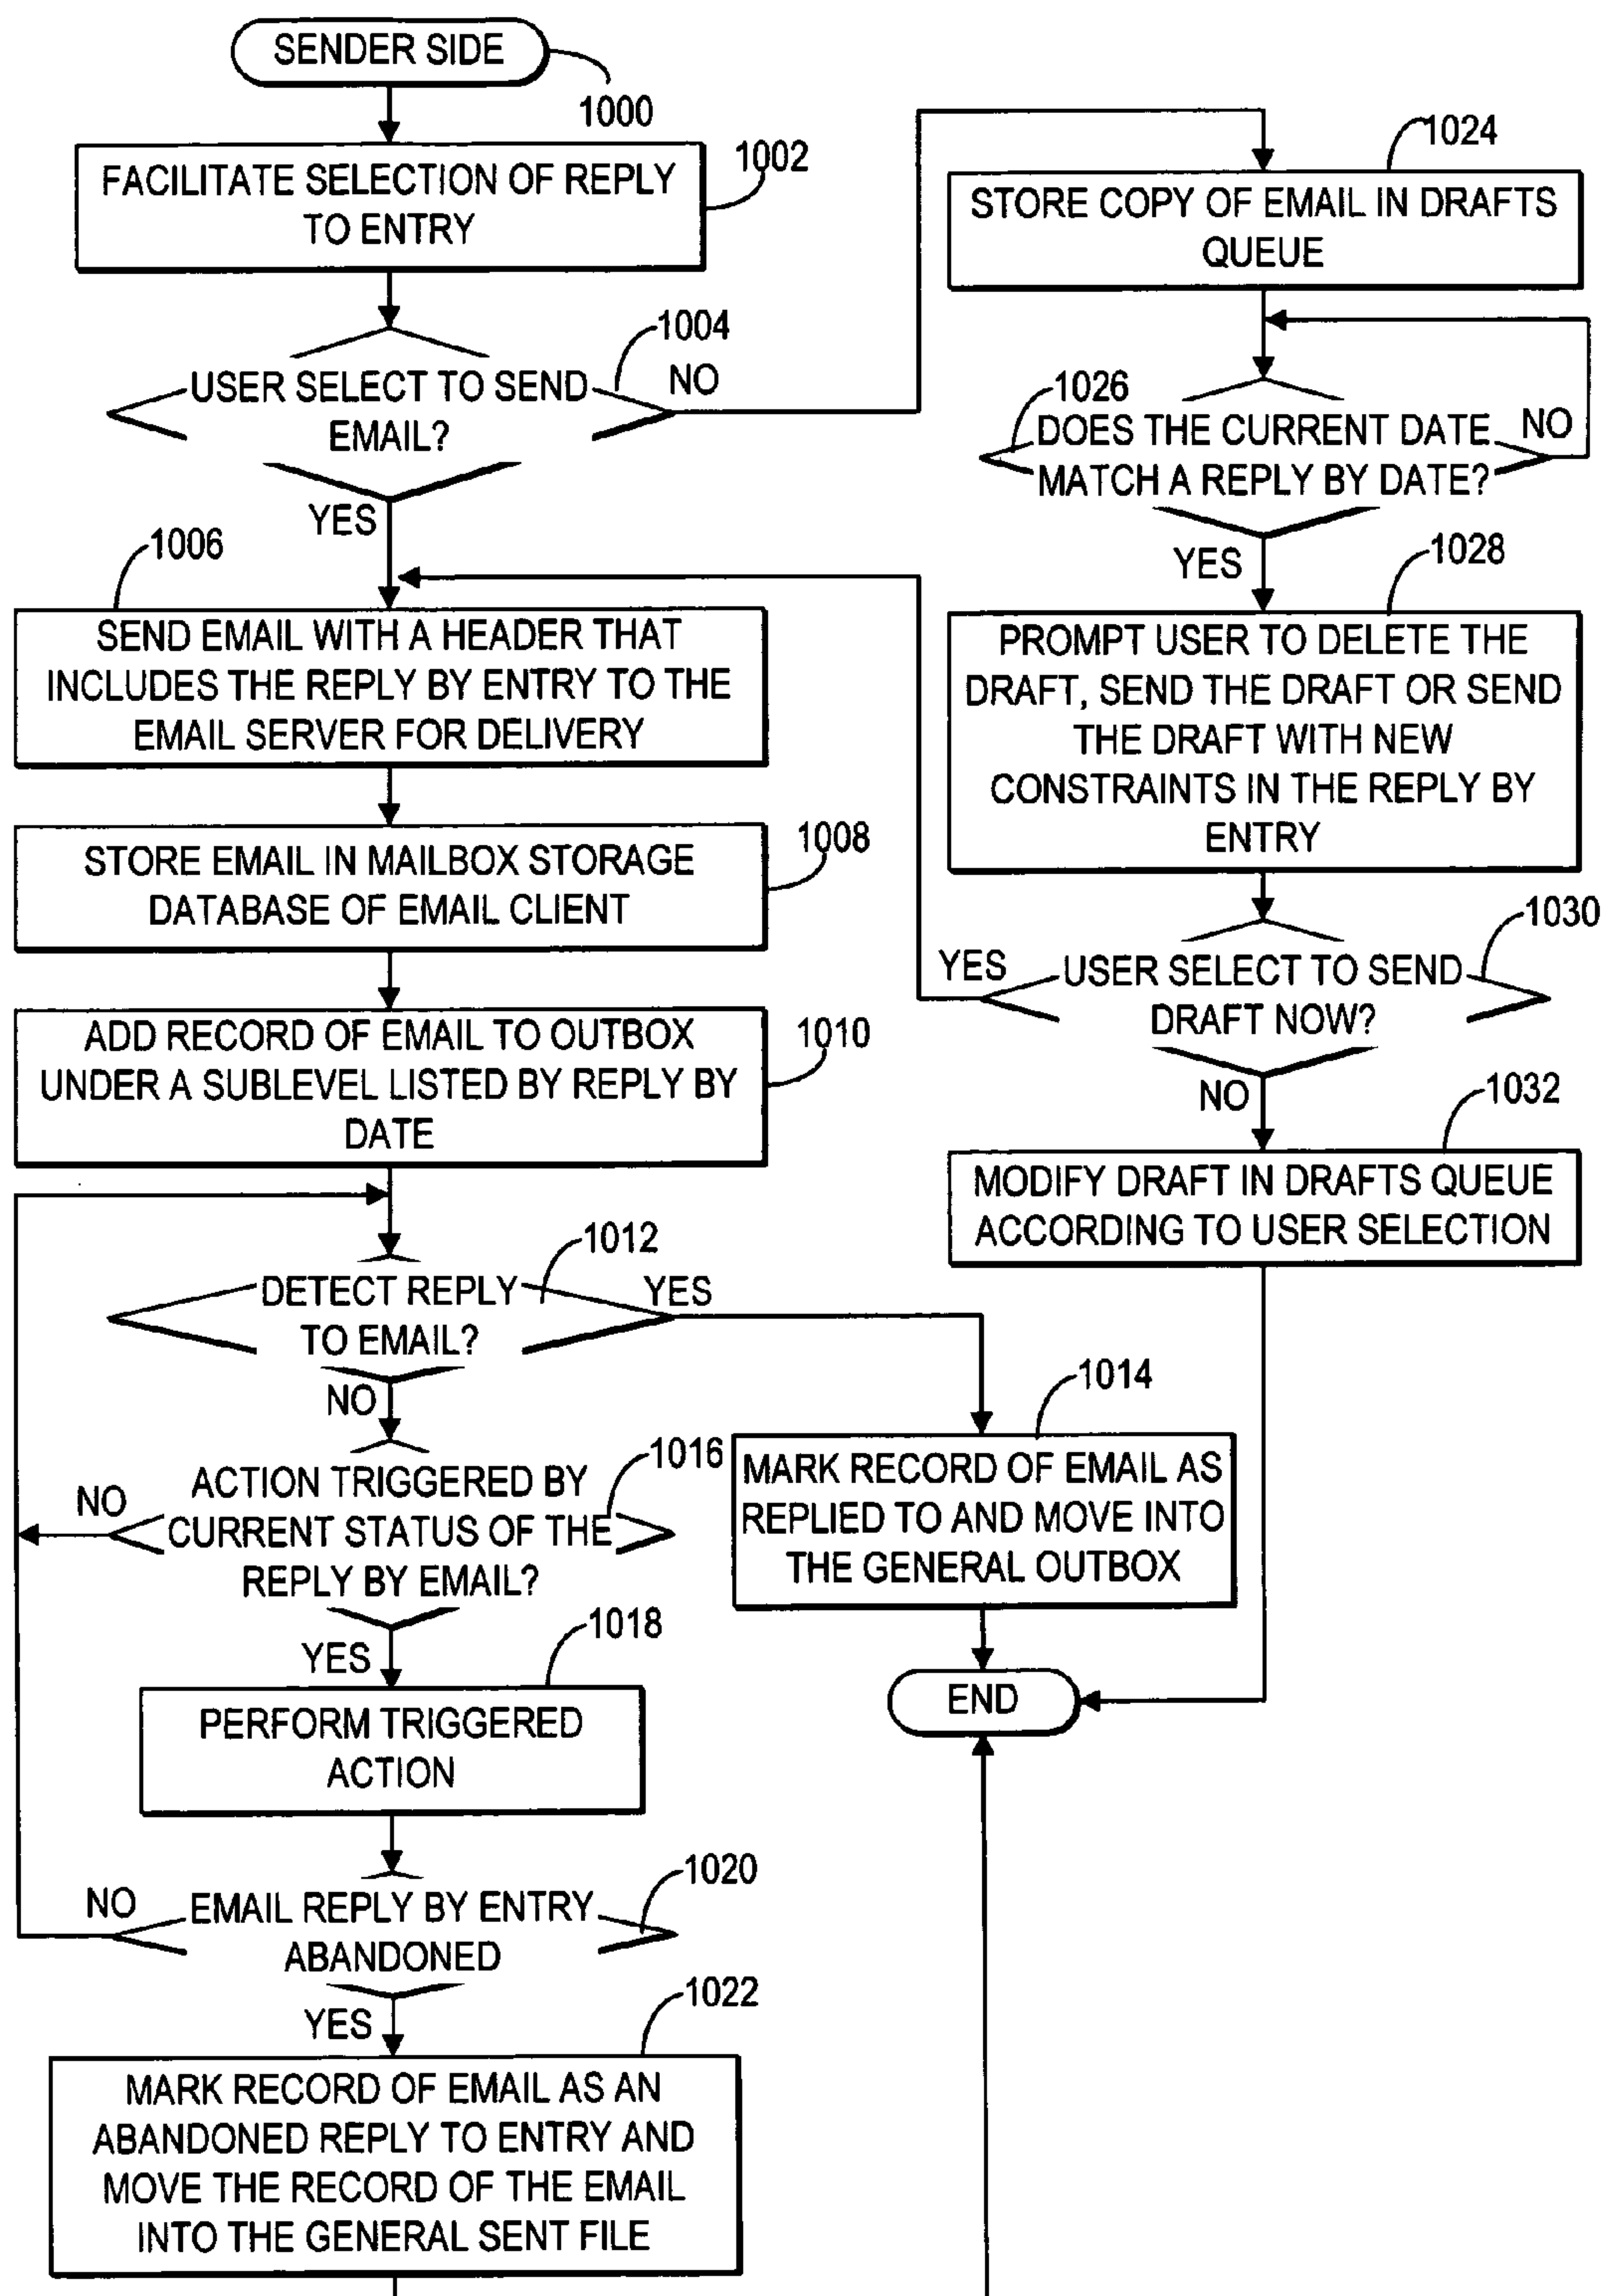 SENDER SIDE
1000
FACILITATE SELECTION OF REPLY
TO ENTRY
1002
USER SELECT TO SEND
EMAIL?
1004
NO
YES
1006
SEND EMAIL WITH A HEADER THAT
INCLUDES THE REPLY BY ENTRY TO THE
EMAIL SERVER FOR DELIVERY
STORE EMAIL IN MAILBOX STORAGE
DATABASE OF EMAIL CLIENT
1008
ADD RECORD OF EMAIL TO OUTBOX
UNDER A SUBLEVEL LISTED BY REPLY BY
DATE
1010
DETECT REPLY
TO EMAIL?
1012
YES
NO
1014
MARK RECORD OF EMAIL AS
REPLIED TO AND MOVE INTO
THE GENERAL OUTBOX
ACTION TRIGGERED BY
CURRENT STATUS OF THE
REPLY BY EMAIL?
1016
NO
YES
1018
PERFORM TRIGGERED
ACTION
EMAIL REPLY BY ENTRY
ABANDONED
1020
NO
YES
1022
MARK RECORD OF EMAIL AS AN
ABANDONED REPLY TO ENTRY AND
MOVE THE RECORD OF THE EMAIL
INTO THE GENERAL SENT FILE
1024
STORE COPY OF EMAIL IN DRAFTS
QUEUE
1026
DOES THE CURRENT DATE
MATCH A REPLY BY DATE?
NO
YES
1028
PROMPT USER TO DELETE THE
DRAFT, SEND THE DRAFT OR SEND
THE DRAFT WITH NEW
CONSTRAINTS IN THE REPLY BY
ENTRY
1030
USER SELECT TO SEND
DRAFT NOW?
YES
NO
1032
MODIFY DRAFT IN DRAFTS QUEUE
ACCORDING TO USER SELECTION
END